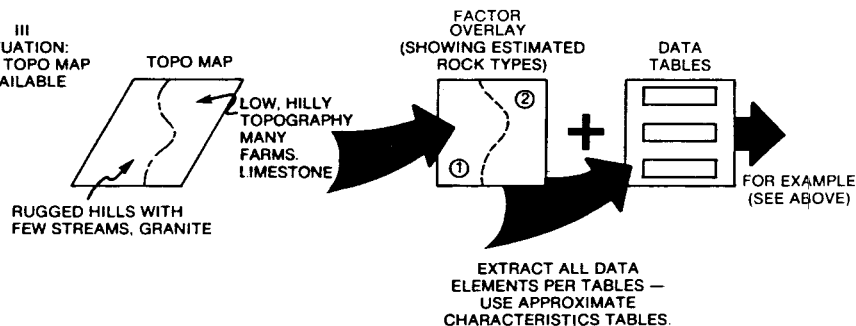 III
UATION:
TOPO MAP
AILABLE
TOPO MAP
LOW, HILLY
TOPOGRAPHY
MANY
FARMS.
LIMESTONE
RUGGED HILLS WITH
FEW STREAMS, GRANITE
FACTOR
OVERLAY
(SHOWING ESTIMATED
ROCK TYPES)
②
①
+
DATA
TABLES
FOR EXAMPLE
(SEE ABOVE)
EXTRACT ALL DATA
ELEMENTS PER TABLES —
USE APPROXIMATE
CHARACTERISTICS TABLES.